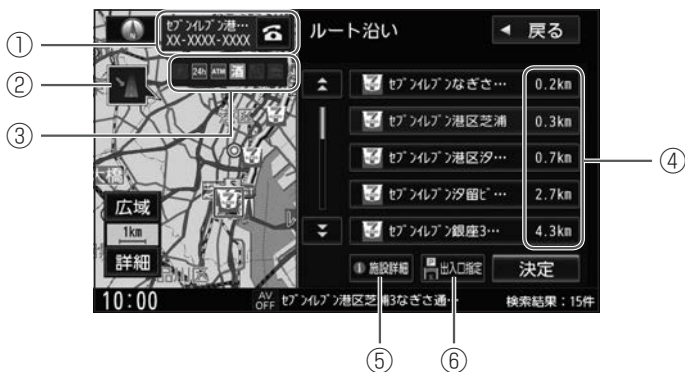 ①
セブンイレブン港…
XX-XXXX-XXXX
ルート沿い
戻る
②
24h ATM 酒
③
セブンイレブンなぎさ… 0.2km
セブンイレブン港区芝浦 0.3km
④
セブンイレブン港区汐… 0.7km
セブンイレブン汐留ビ… 2.7km
セブンイレブン銀座3… 4.3km
橋
広域
1km
詳細
品川区
施設詳細
出入口指定
決定
10:00
AV OFF
セブンイレブン港区芝浦3なぎさ通…
検索結果：15件
⑤
⑥